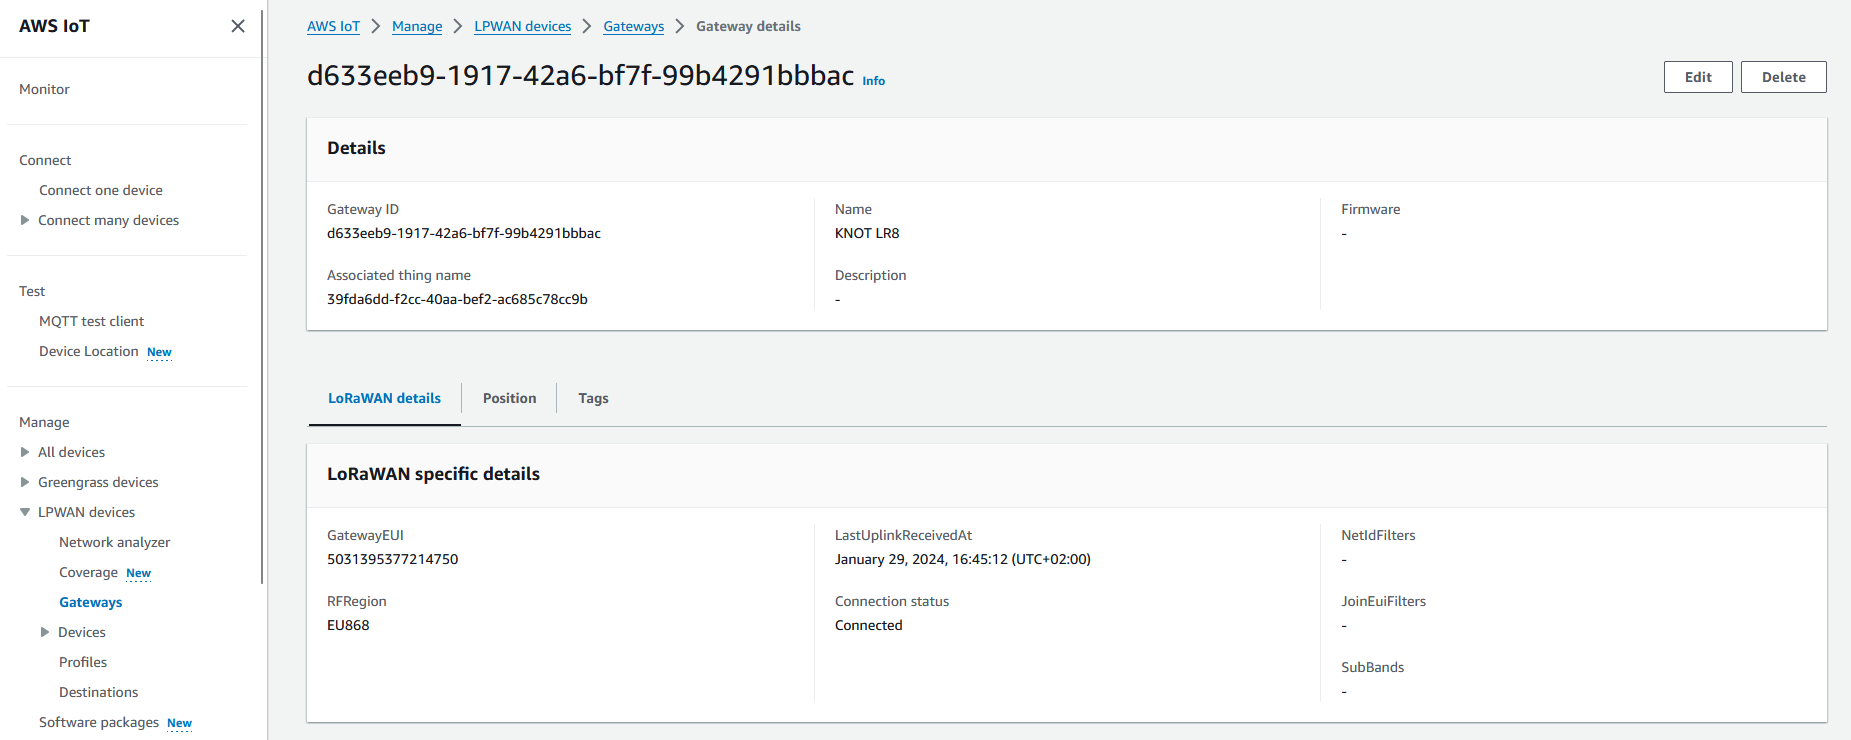 AWS IoT
Monitor
Connect
Connect one device
Connect many devices
Test
MQTT test client
Device Location New
Manage
All devices
Greengrass devices
LPWAN devices
Network analyzer
Coverage New
Gateways
Devices
Profiles
Destinations
Software packages New
AWS IoT > Manage > LPWAN devices > Gateways > Gateway details
d633eeb9-1917-42a6-bf7f-99b4291bbbac Info
Edit
Delete
Details
Gateway ID
d633eeb9-1917-42a6-bf7f-99b4291bbbac
Associated thing name
39fda6dd-f2cc-40aa-bef2-ac685c78cc9b
Name
KNOT LR8
Description
-
Firmware
-
LoRaWAN details
Position
Tags
LoRaWAN specific details
GatewayEUI
5031395377214750
RFRegion
EU868
LastUplinkReceivedAt
January 29, 2024, 16:45:12 (UTC+02:00)
Connection status
Connected
NetIdFilters
-
JoinEuiFilters
-
SubBands
-